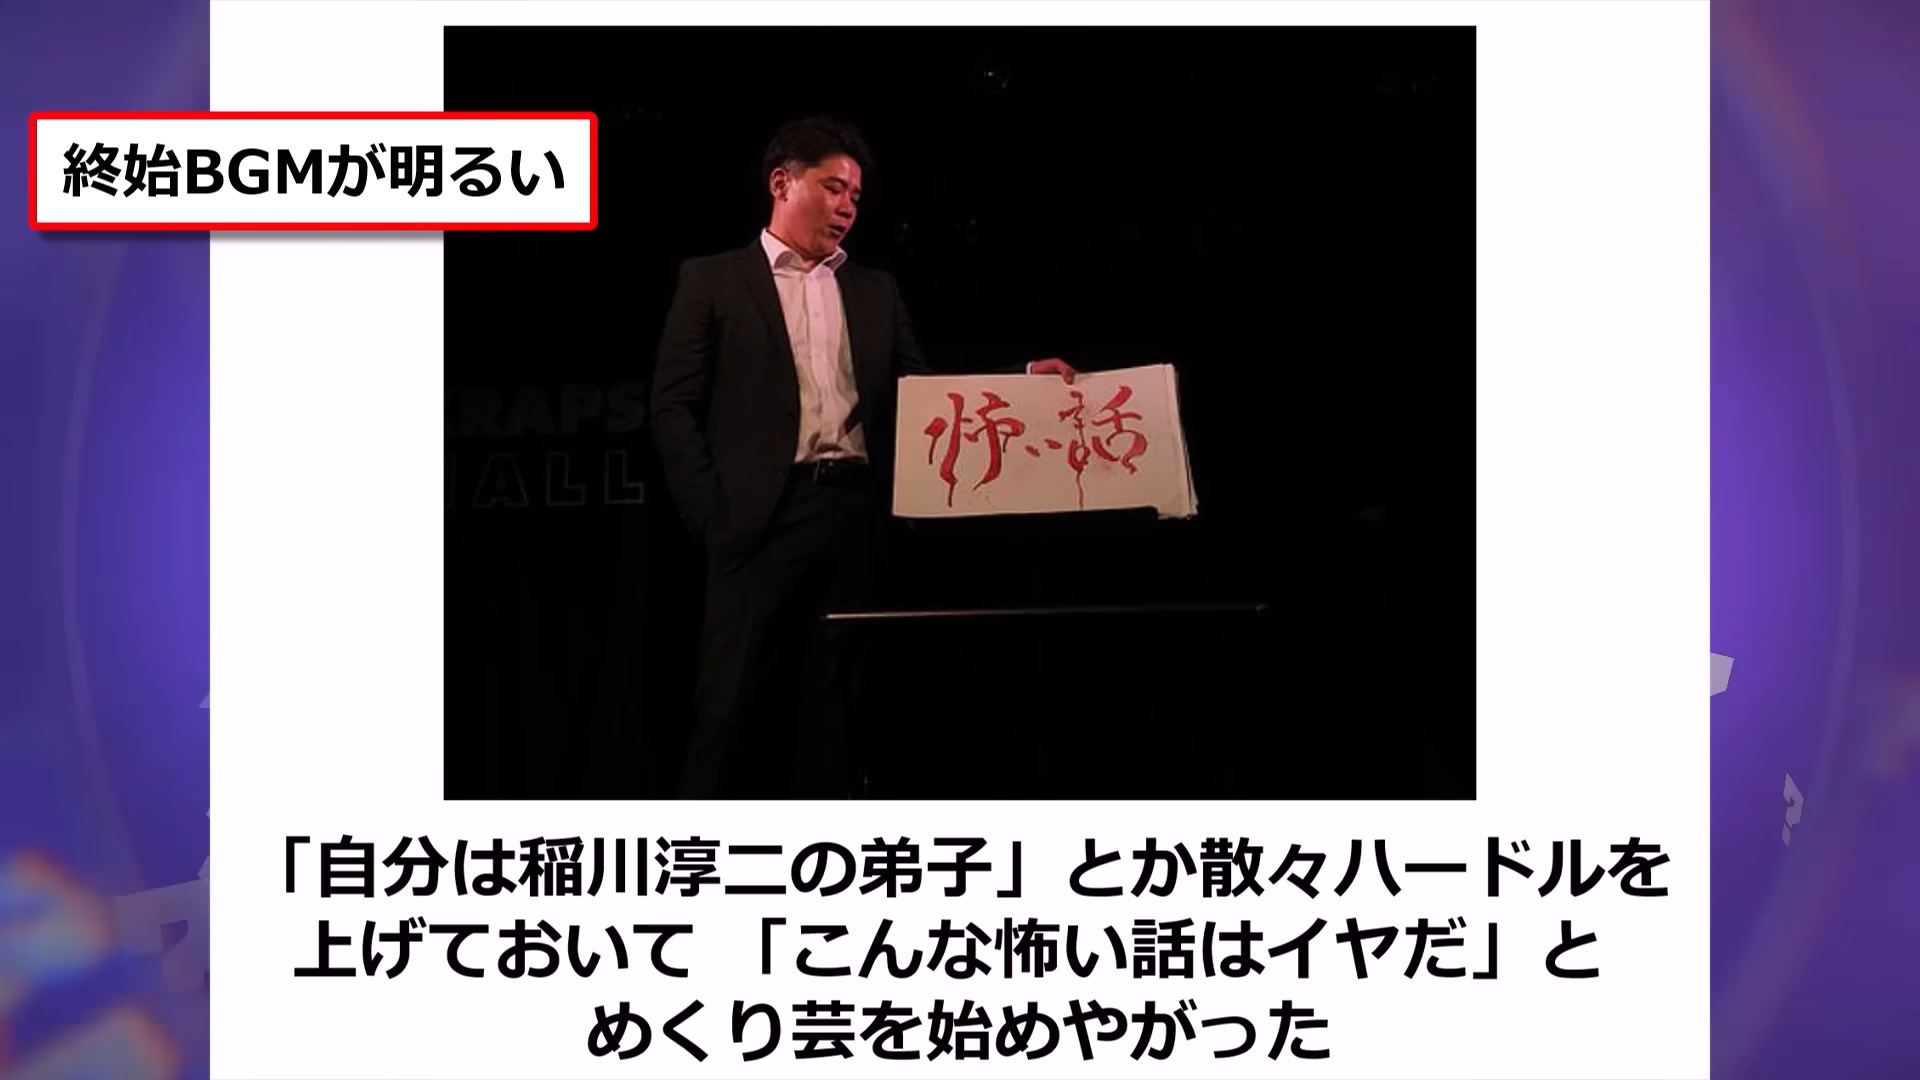 終始BGMが明るい
KRAPS
HALL
怖い話
「自分は稲川淳二の弟子」とか散々ハードルを
上げておいて 「こんな怖い話はイヤだ」と
めくり芸を始めやがった